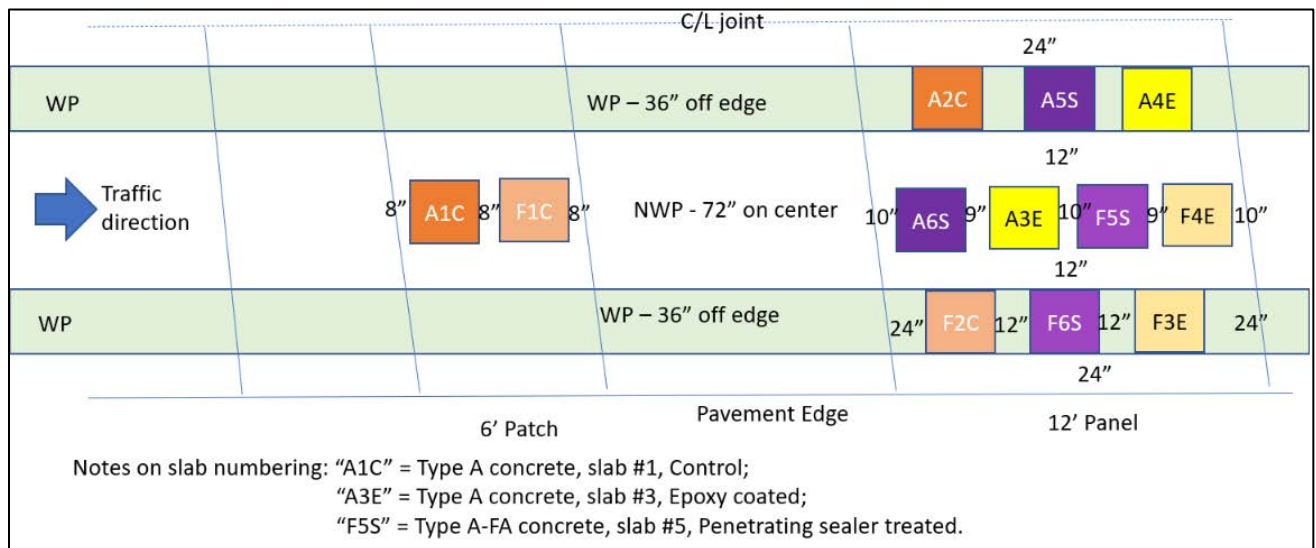 C/L joint
24”
WP
WP – 36” off edge
A2C
A5S
A4E
12”
Traffic
direction
8”
A1C
8”
F1C
8”
NWP - 72” on center
10”
A6S
9”
A3E
10”
F5S
9”
F4E
10”
12”
WP
WP – 36” off edge
24”
F2C
12”
F6S
12”
F3E
24”
24”
Pavement Edge
6’ Patch
12’ Panel
Notes on slab numbering: “A1C” = Type A concrete, slab #1, Control;
“A3E” = Type A concrete, slab #3, Epoxy coated;
“F5S” = Type A-FA concrete, slab #5, Penetrating sealer treated.